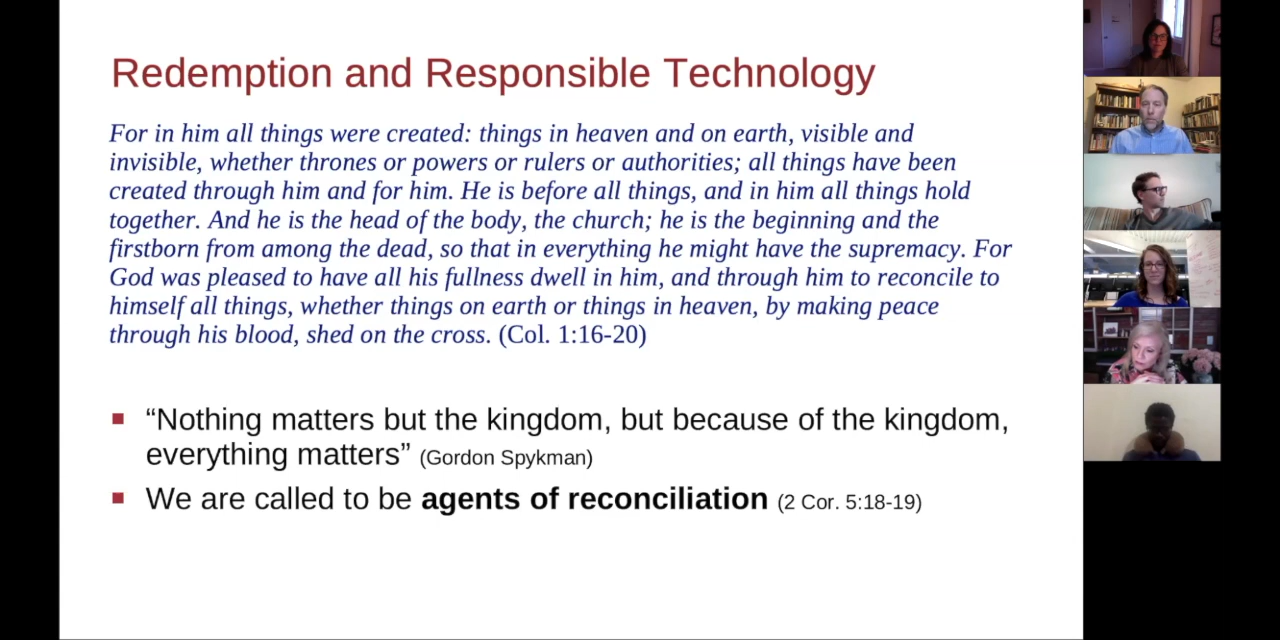 Redemption and Responsible Technology
For in him all things were created: things in heaven and on earth, visible and
invisible, whether thrones or powers or rulers or authorities; all things have been
created through him and for him. He is before all things, and in him all things hold
together. And he is the head of the body, the church; he is the beginning and the
firstborn from among the dead, so that in everything he might have the supremacy. For
God was pleased to have all his fullness dwell in him, and through him to reconcile to
himself all things, whether things on earth or things in heaven, by making peace
through his blood, shed on the cross. (Col. 1:16-20)
“Nothing matters but the kingdom, but because of the kingdom,
everything matters” (Gordon Spykman)
We are called to be agents of reconciliation (2 Cor. 5:18-19)